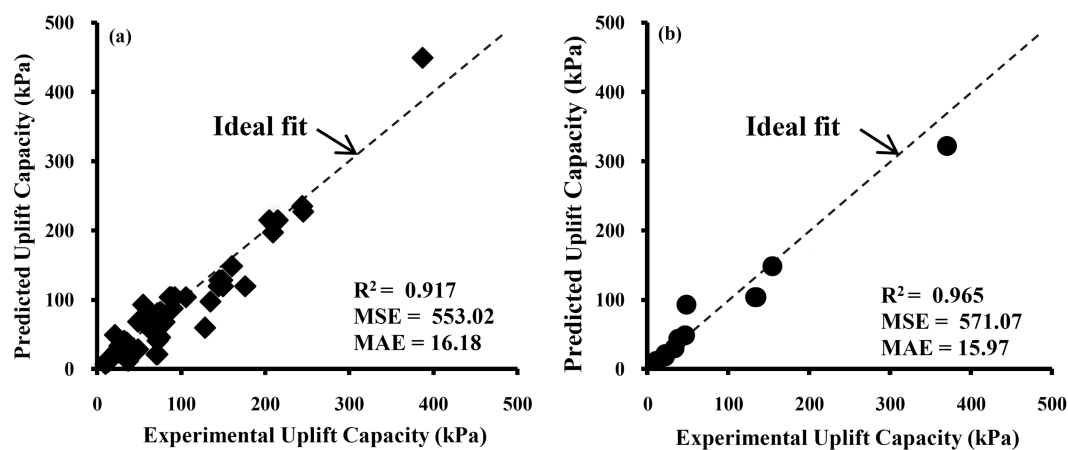 (a)
Predicted Uplift Capacity (kPa)
500
400
300
200
100
0
Ideal fit
R² = 0.917
MSE = 553.02
MAE = 16.18
0 100 200 300 400 500
Experimental Uplift Capacity (kPa)
(b)
Predicted Uplift Capacity (kPa)
500
400
300
200
100
0
Ideal fit
R² = 0.965
MSE = 571.07
MAE = 15.97
0 100 200 300 400 500
Experimental Uplift Capacity (kPa)